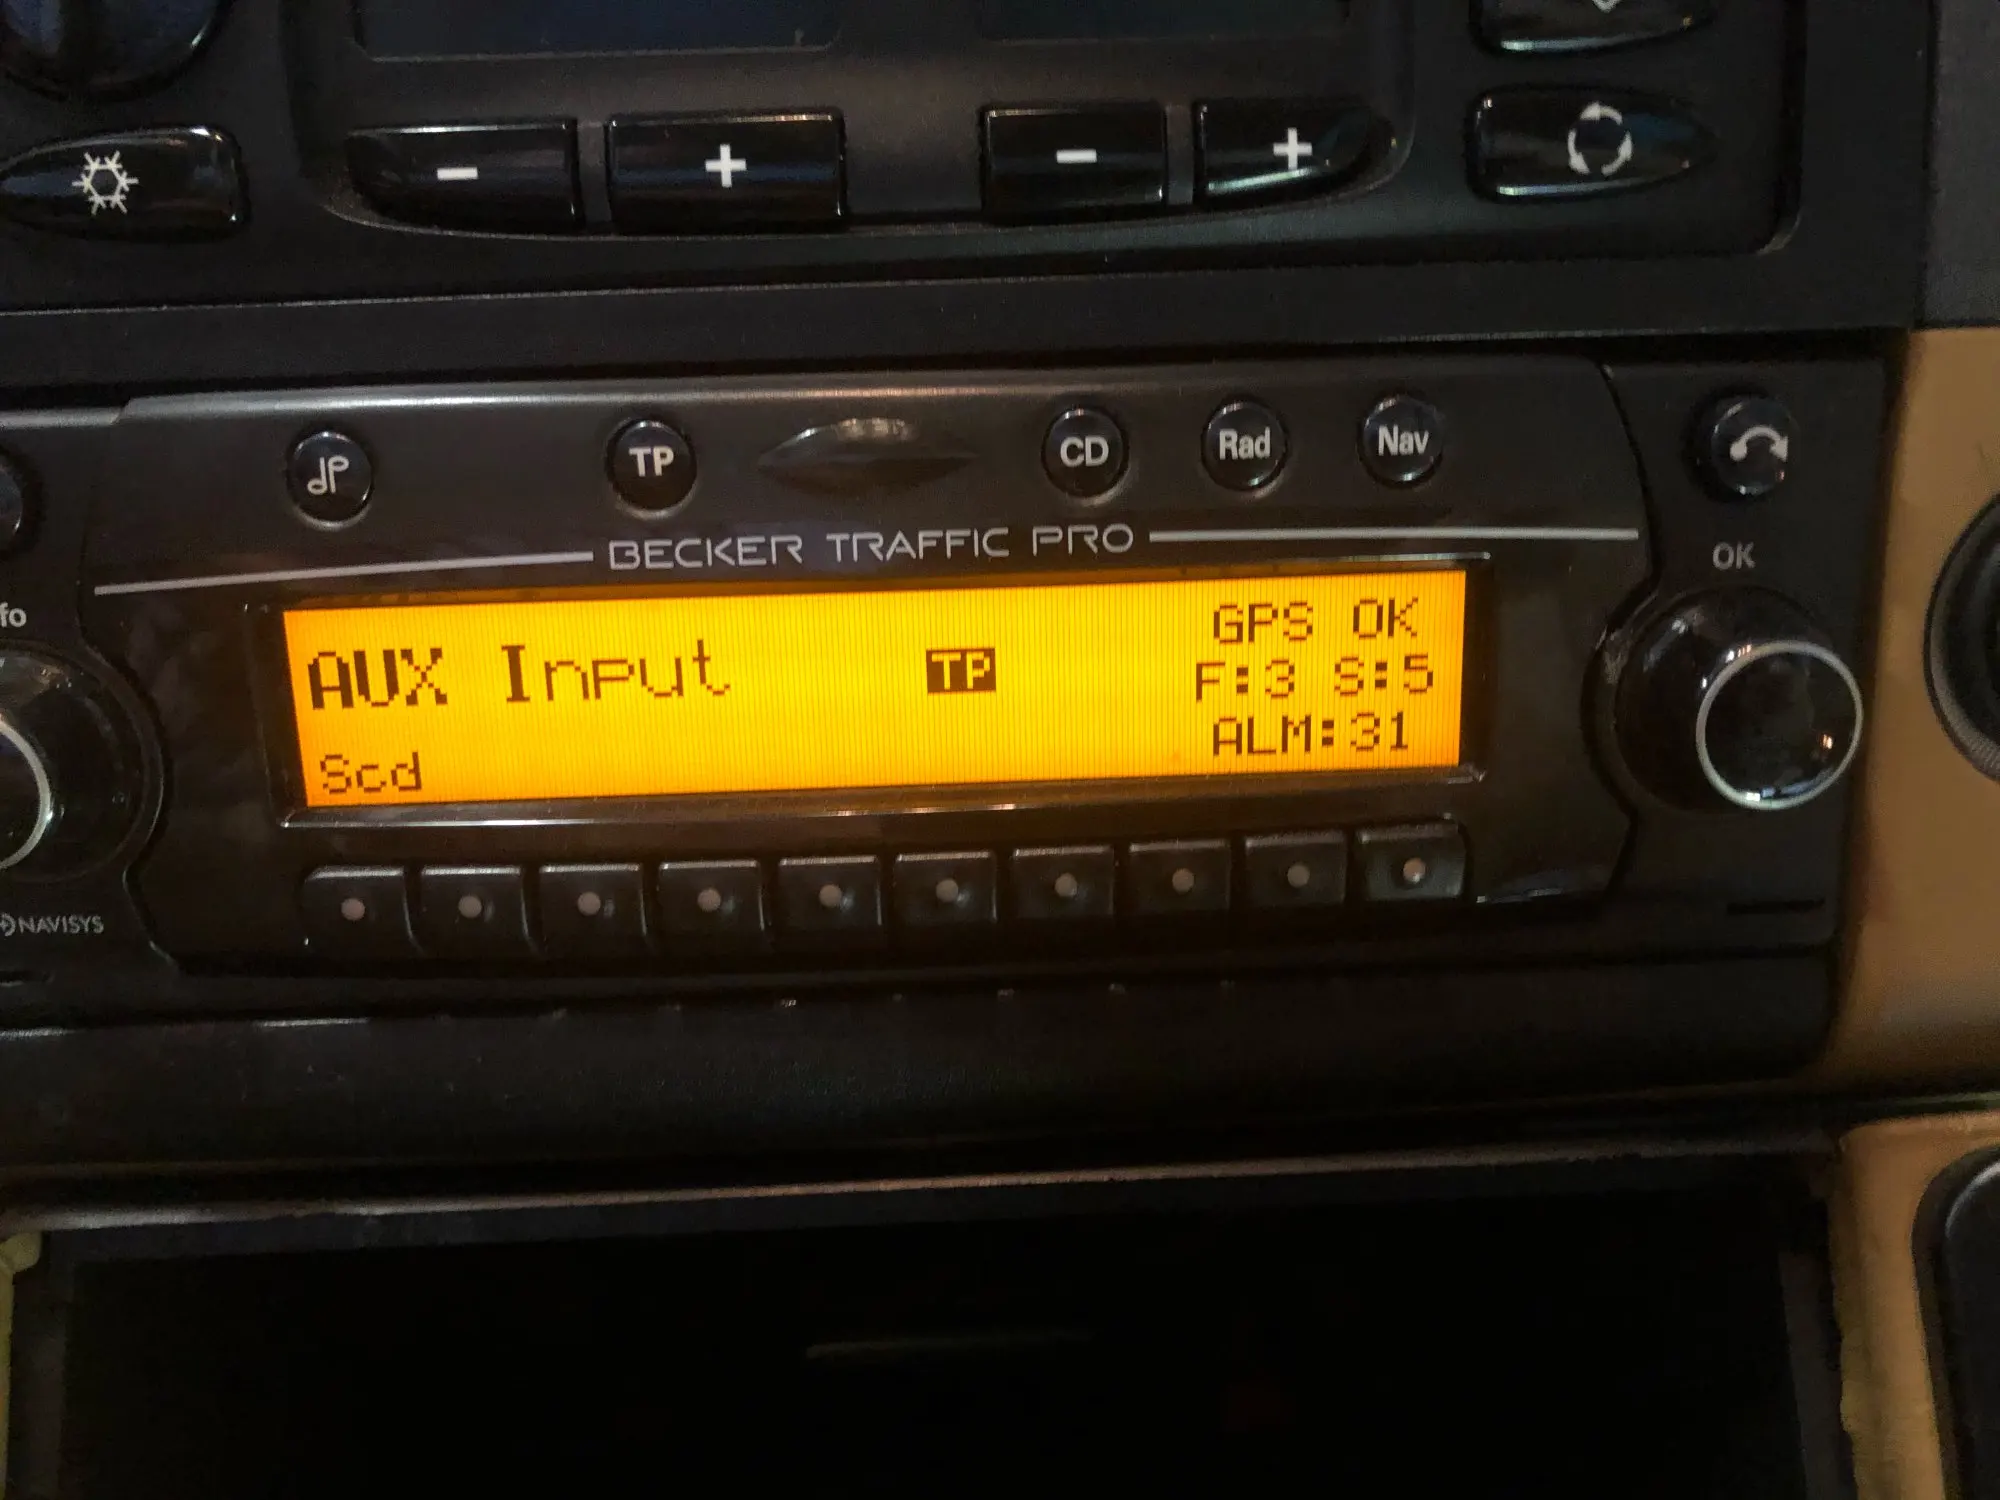 TP
CD
Rad
Nav
BECKER TRAFFIC PRO
OK
fo
AUX Input
TP
GPS OK
F:3 S:5
ALM:31
Scd
NAVISYS